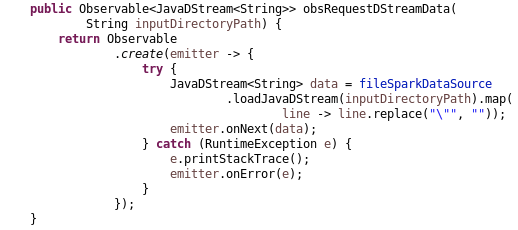 public Observable<JavaDStream<String>> obsRequestDStreamData(
String inputDirectoryPath) {
return Observable
.create(emitter -> {
try {
JavaDStream<String> data = fileSparkDataSource
.loadJavaDStream(inputDirectoryPath).map(
line -> line.replace("\"", ""));
emitter.onNext(data);
} catch (RuntimeException e) {
e.printStackTrace();
emitter.onError(e);
}
});
}